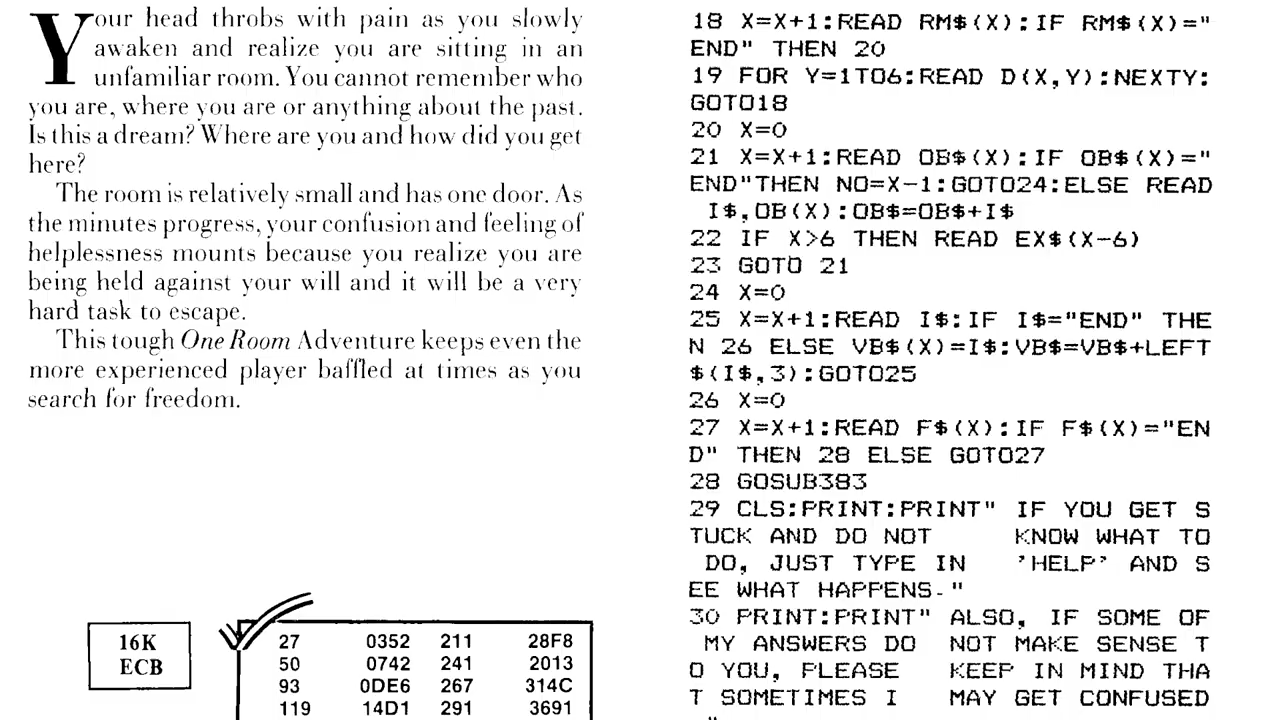 Your head throbs with pain as you slowly
awaken and realize you are sitting in an
unfamiliar room. You cannot remember who
you are, where you are or anything about the past.
Is this a dream? Where are you and how did you get
here?
The room is relatively small and has one door. As
the minutes progress, your confusion and feeling of
helplessness mounts because you realize you are
being held against your will and it will be a very
hard task to escape.
This tough One Room Adventure keeps even the
more experienced player baffled at times as you
search for freedom.
16K
ECB
27 0352 211 28F8
50 0742 241 2013
93 0DE6 267 314C
119 14D1 291 3691
18 X=X+1:READ RM$(X):IF RM$(X)="
END" THEN 20
19 FOR Y=1TO6:READ D(X,Y):NEXTY:
GOTO18
20 X=0
21 X=X+1:READ OB$(X):IF OB$(X)="
END"THEN NO=X-1:GOTO24:ELSE READ
I$,OB(X):OB$=OB$+I$
22 IF X>6 THEN READ EX$(X-6)
23 GOTO 21
24 X=0
25 X=X+1:READ I$:IF I$="END" THE
N 26 ELSE VB$(X)=I$:VB$=VB$+LEFT
$(I$,3):GOTO25
26 X=0
27 X=X+1:READ F$(X):IF F$(X)="EN
D" THEN 28 ELSE GOTO27
28 GOSUB383
29 CLS:PRINT:PRINT" IF YOU GET S
TUCK AND DO NOT     KNOW WHAT TO
DO, JUST TYPE IN   'HELP' AND S
EE WHAT HAPPENS."
30 PRINT:PRINT" ALSO, IF SOME OF
MY ANSWERS DO  NOT MAKE SENSE T
O YOU, PLEASE   KEEP IN MIND THA
T SOMETIMES I   MAY GET CONFUSED